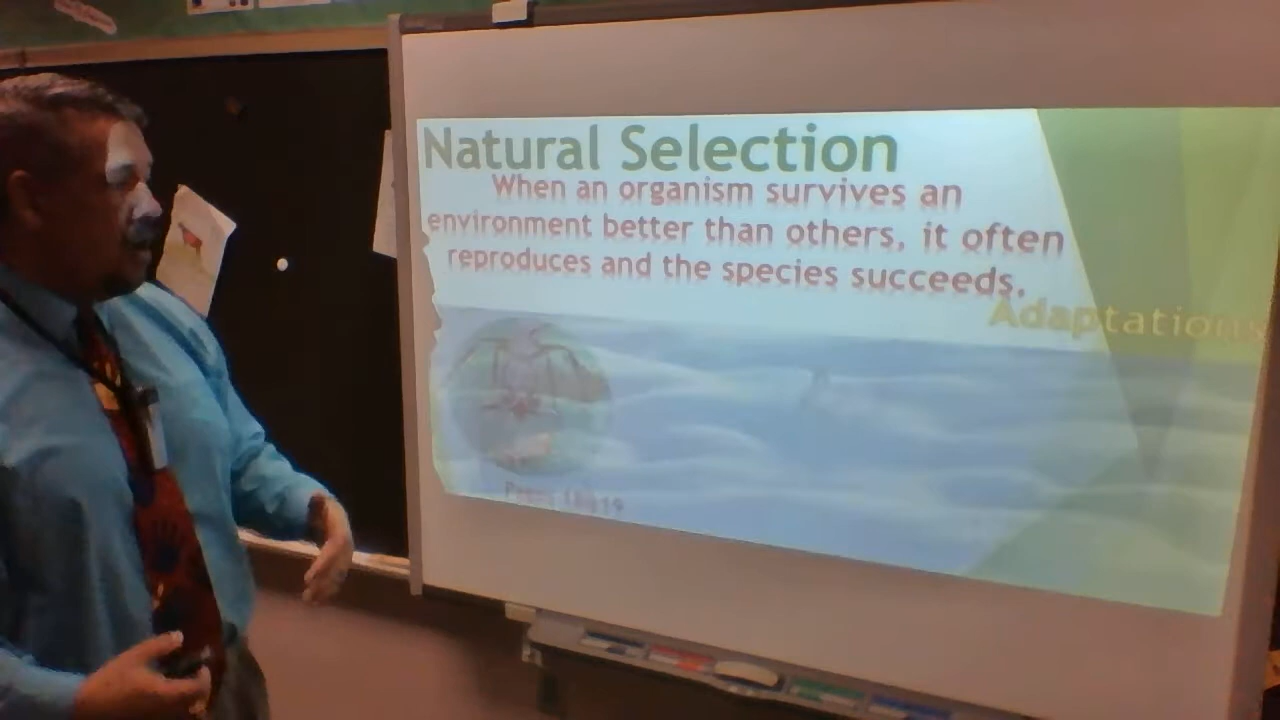 Natural Selection
When an organism survives an
environment better than others, it often
reproduces and the species succeeds.
Adaptations